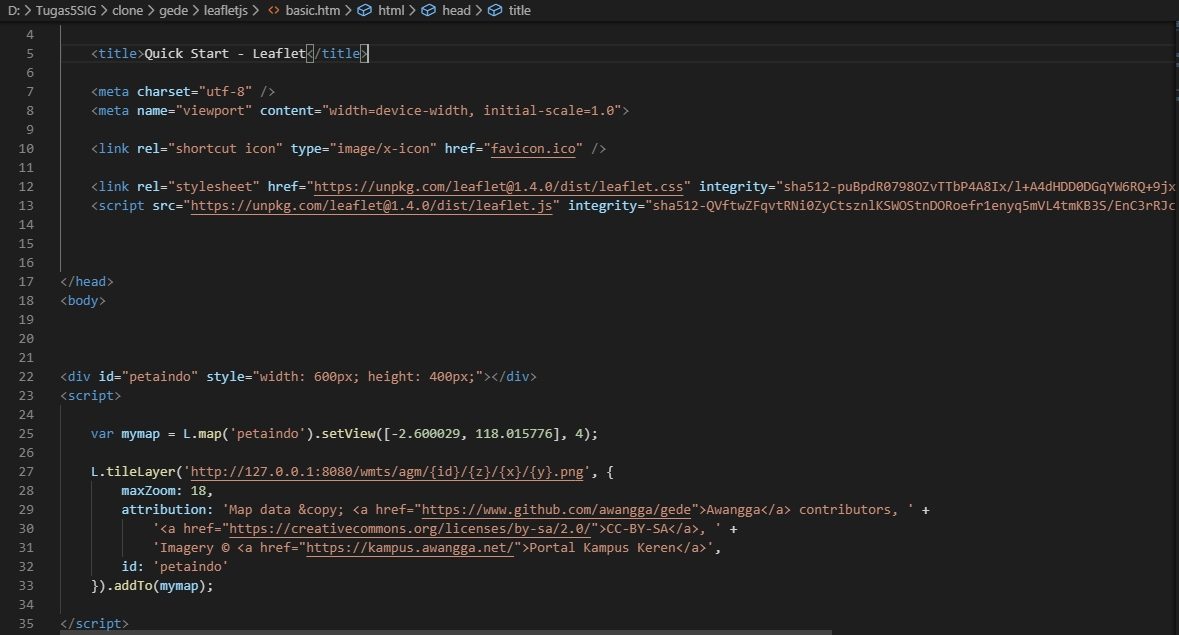 D: > Tugas5SIG > clone > gede > leafletjs > basic.htm > html > head > title
4
5 <title>Quick Start - Leaflet</title>
6
7 <meta charset="utf-8" />
8 <meta name="viewport" content="width=device-width, initial-scale=1.0">
9
10 <link rel="shortcut icon" type="image/x-icon" href="favicon.ico" />
11
12 <link rel="stylesheet" href="https://unpkg.com/leaflet@1.4.0/dist/leaflet.css" integrity="sha512-puBpdR0798OZvTTbP4A8Ix/l+A4dHDD0DGqYW6RQ+9jx
13 <script src="https://unpkg.com/leaflet@1.4.0/dist/leaflet.js" integrity="sha512-QVftwZFqvtRNi0ZyCtsznlKSWOStnDORoefr1enyq5mVL4tmKB3S/EnC3rRJc
14
15
16
17 </head>
18 <body>
19
20
21
22 <div id="petaindo" style="width: 600px; height: 400px;"></div>
23 <script>
24
25 var mymap = L.map('petaindo').setView([-2.600029, 118.015776], 4);
26
27 L.tileLayer('http://127.0.0.1:8080/wmts/agm/{id}/{z}/{x}/{y}.png', {
28 maxZoom: 18,
29 attribution: 'Map data &copy; <a href="https://www.github.com/awangga/gede">Awangga</a> contributors, ' +
30 '<a href="https://creativecommons.org/licenses/by-sa/2.0/">CC-BY-SA</a>, ' +
31 'Imagery © <a href="https://kampus.awangga.net/">Portal Kampus Keren</a>',
32 id: 'petaindo'
33 }).addTo(mymap);
34
35 </script>